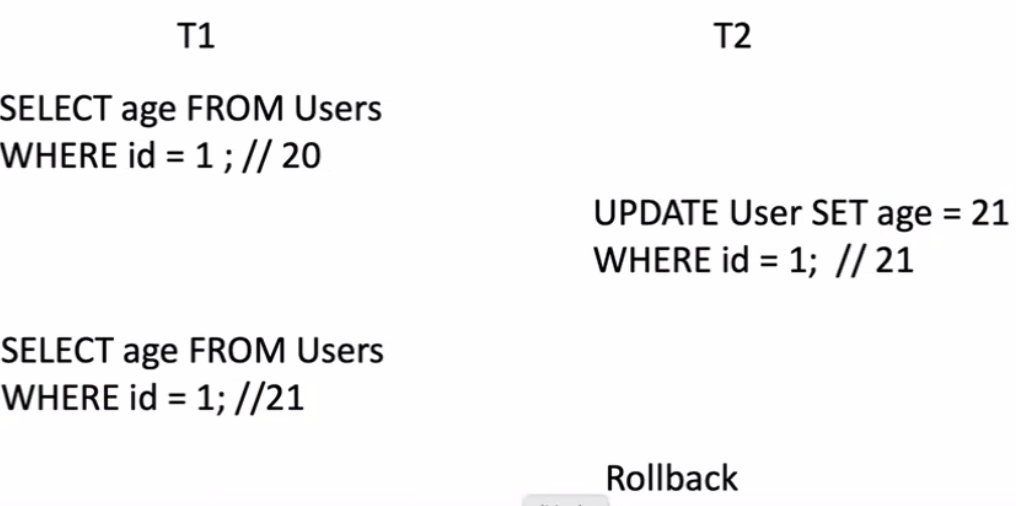 T1 T2
SELECT age FROM Users
WHERE id = 1 ; // 20
UPDATE User SET age = 21
WHERE id = 1; // 21
SELECT age FROM Users
WHERE id = 1; //21
Rollback